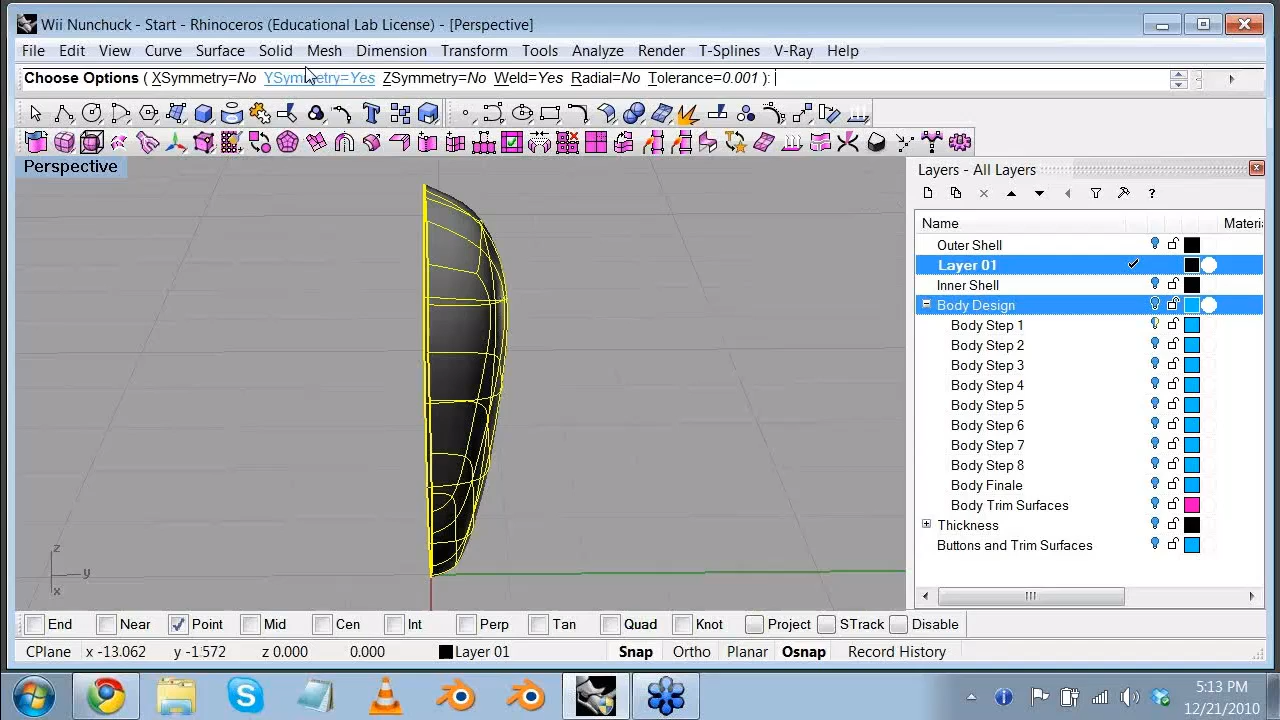 Wii Nunchuck - Start - Rhinoceros (Educational Lab License) - [Perspective]
File Edit View Curve Surface Solid Mesh Dimension Transform Tools Analyze Render T-Splines V-Ray Help
Choose Options ( XSymmetry=No YSymmetry=Yes ZSymmetry=No Weld=Yes Radial=No Tolerance=0.001 ):
Perspective
Layers - All Layers
Name Materi
Outer Shell
Layer 01
Inner Shell
Body Design
Body Step 1
Body Step 2
Body Step 3
Body Step 4
Body Step 5
Body Step 6
Body Step 7
Body Step 8
Body Finale
Body Trim Surfaces
Thickness
Buttons and Trim Surfaces
z
y
x
End Near Point Mid Cen Int Perp Tan Quad Knot Project STrack Disable
CPlane x -13.062 y -1.572 z 0.000 0.000 Layer 01 Snap Ortho Planar Osnap Record History
5:13 PM
12/21/2010